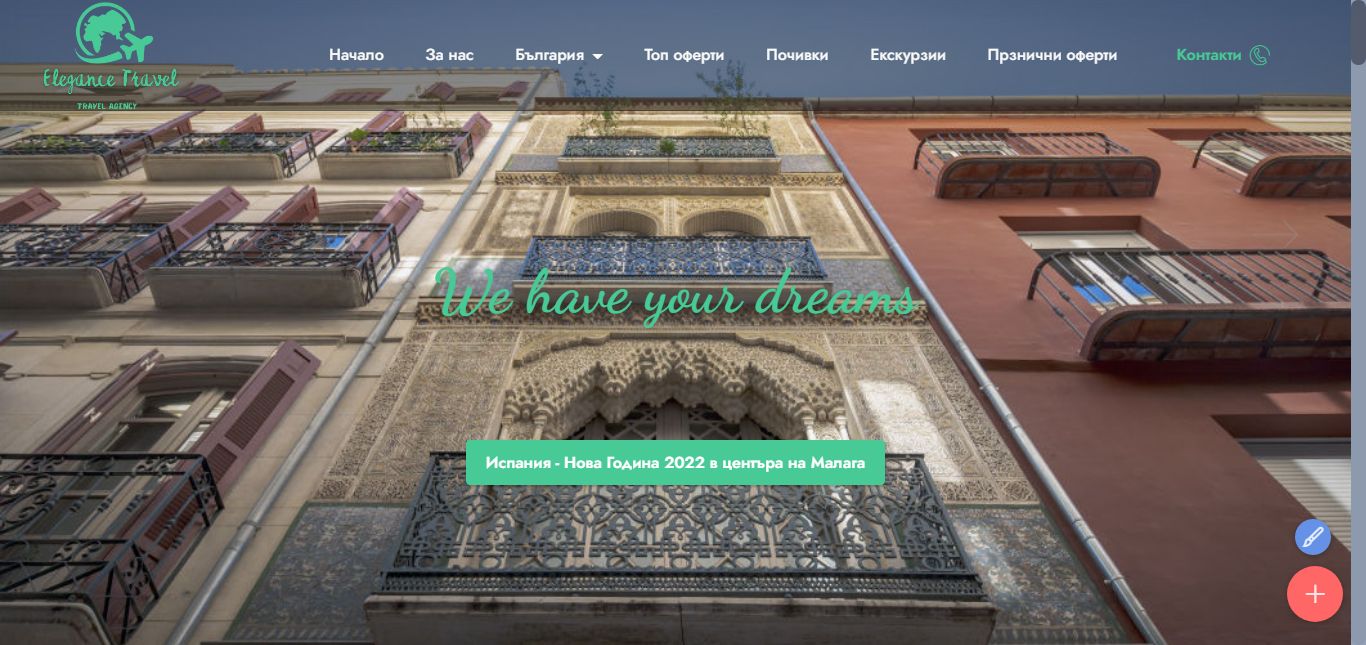 Elegance Travel
TRAVEL AGENCY
Начало За нас България Топ оферти Почивки Екскурзии Прзнични оферти Контакти
We have your dreams
Испания - Нова Година 2022 в центъра на Малага